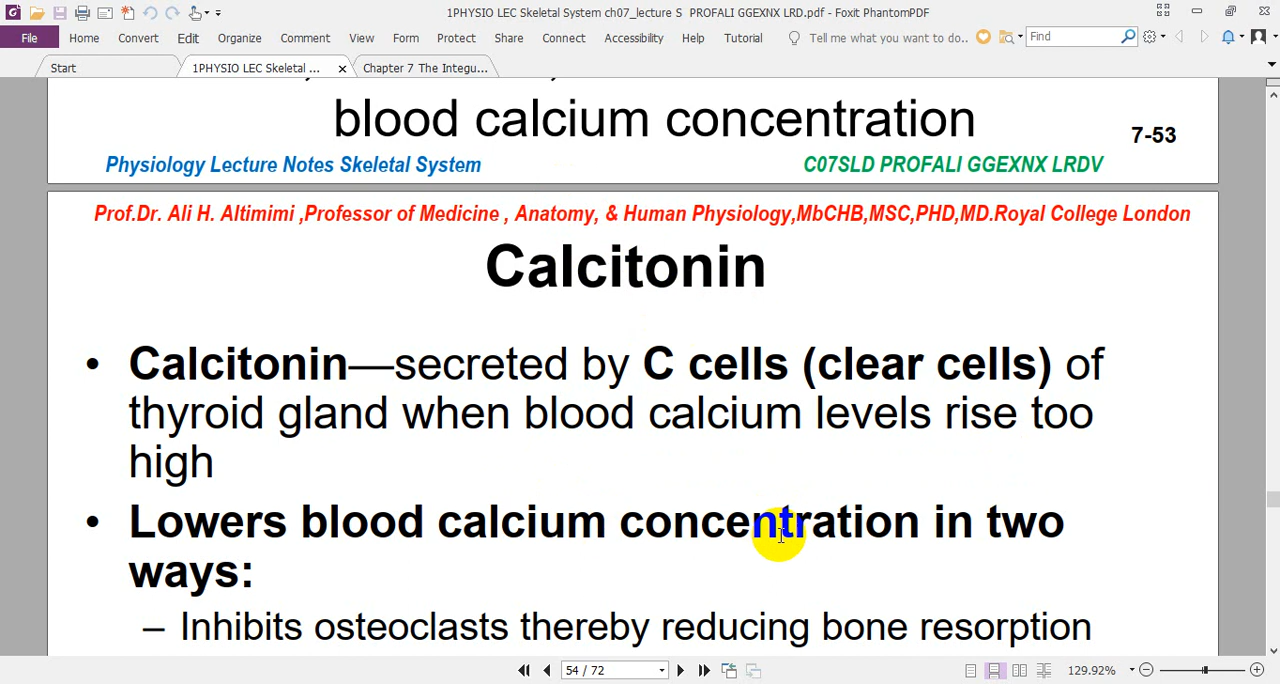 1PHYSIO LEC Skeletal System ch07_lecture S PROFALI GGEXNX LRD.pdf - Foxit PhantomPDF
File Home Convert Edit Organize Comment View Form Protect Share Connect Accessibility Help Tutorial Tell me what you want to do.. Find
Start 1PHYSIO LEC Skeletal ... Chapter 7 The Integu...
blood calcium concentration
7-53
Physiology Lecture Notes Skeletal System C07SLD PROFALI GGEXNX LRDV
Prof.Dr. Ali H. Altimimi ,Professor of Medicine , Anatomy, & Human Physiology,MbCHB,MSC,PHD,MD.Royal College London
Calcitonin
• Calcitonin—secreted by C cells (clear cells) of
thyroid gland when blood calcium levels rise too
high
• Lowers blood calcium concentration in two
ways:
– Inhibits osteoclasts thereby reducing bone resorption
54 / 72 129.92%